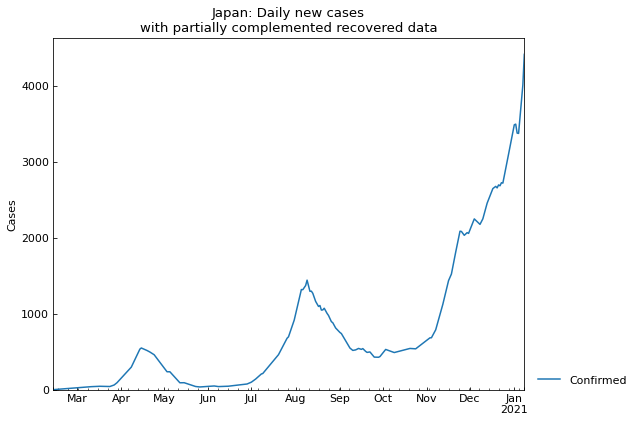 Japan: Daily new cases
with partially complemented recovered data
Cases
4000
3000
2000
1000
0
Mar Apr May Jun Jul Aug Sep Oct Nov Dec Jan
2021
Confirmed